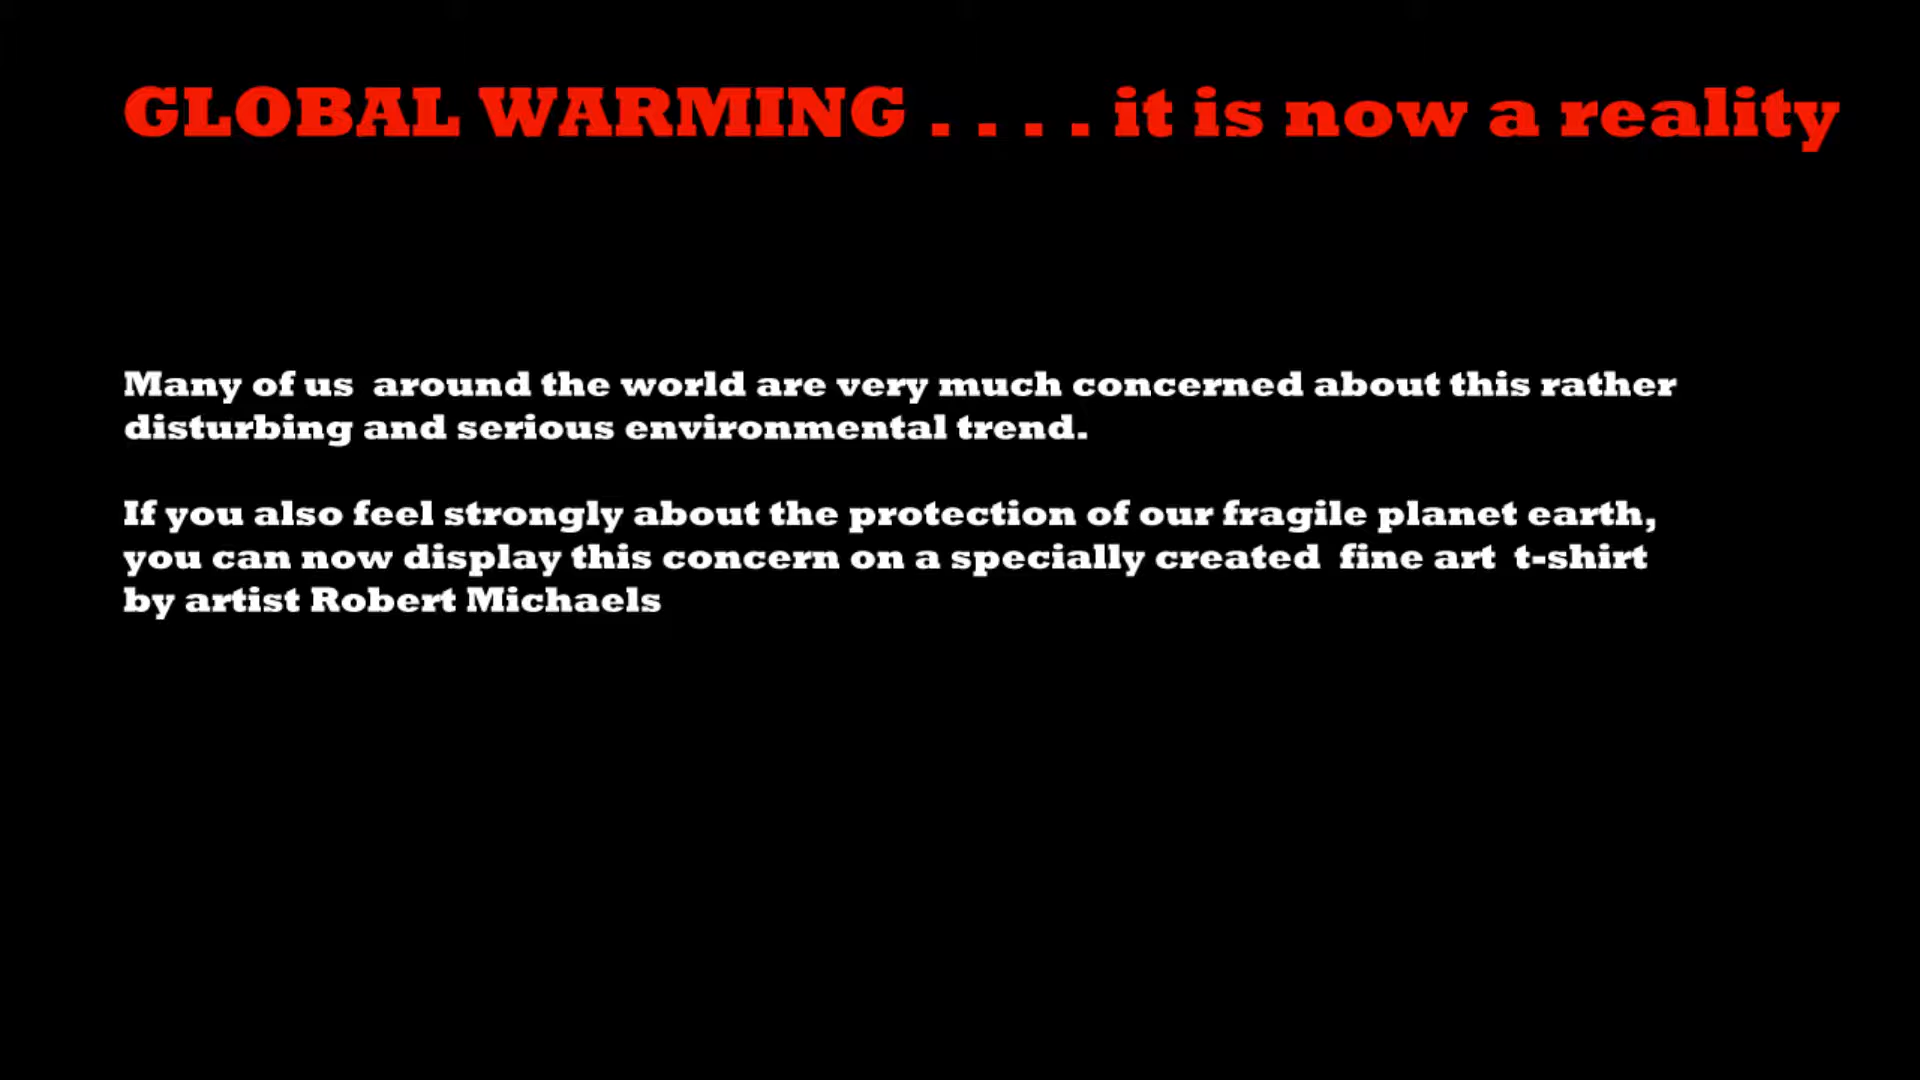 GLOBAL WARMING . . . . it is now a reality
Many of us  around the world are very much concerned about this rather
disturbing and serious environmental trend.
If you also feel strongly about the protection of our fragile planet earth,
you can now display this concern on a specially created  fine art  t-shirt
by artist Robert Michaels